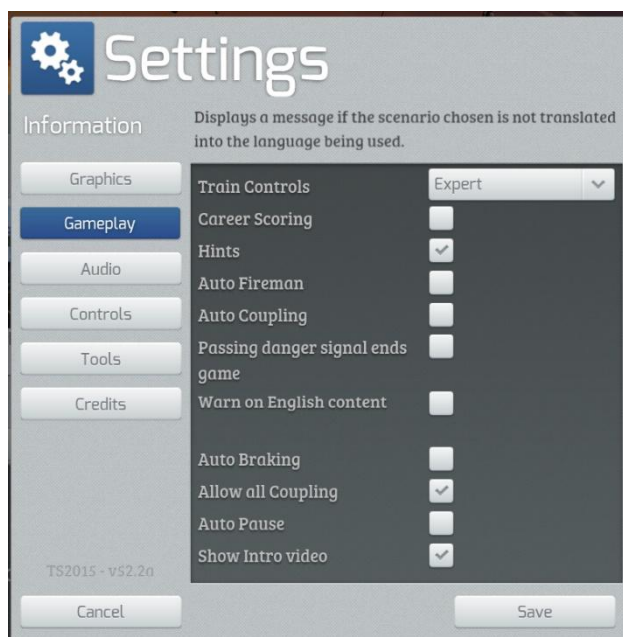 Settings
Information
Displays a message if the scenario chosen is not translated
into the language being used.
Graphics
Gameplay
Audio
Controls
Tools
Credits
Train Controls
Expert
Career Scoring
Hints
Auto Fireman
Auto Coupling
Passing danger signal ends
game
Warn on English content
Auto Braking
Allow all Coupling
Auto Pause
Show Intro video
TS2015 - v52.2a
Cancel
Save